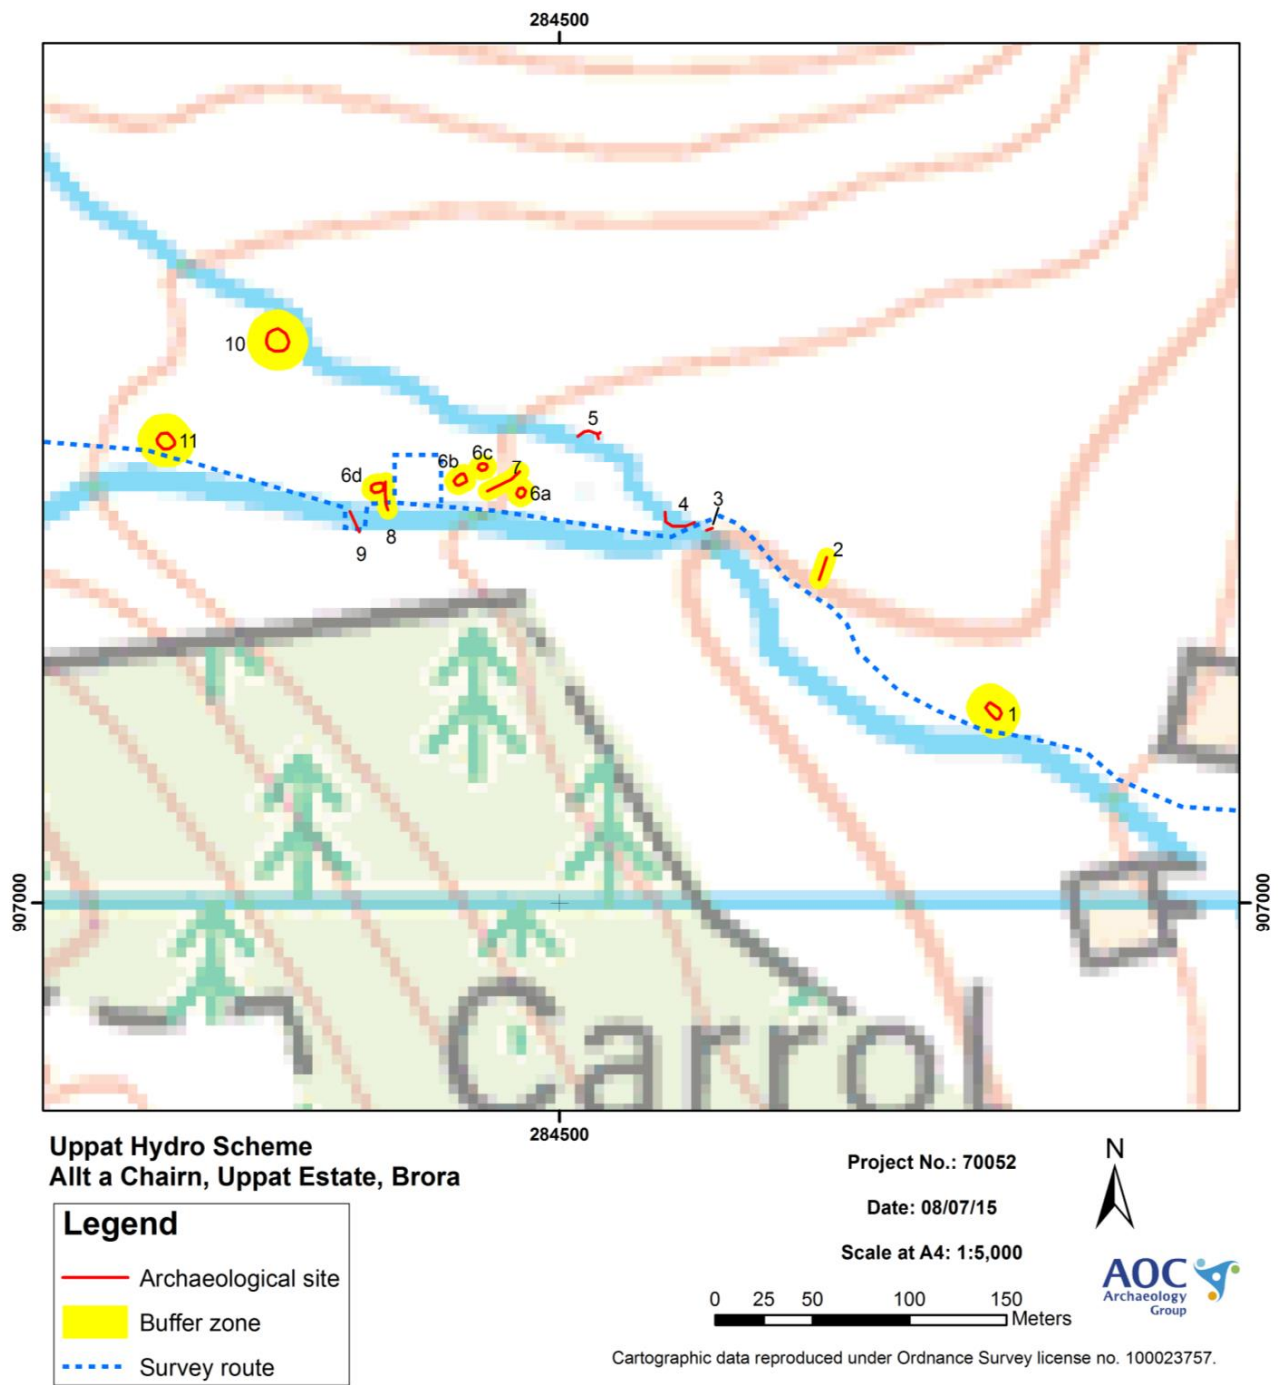 284500
10
5
11
6c
6b
7
6d
6a
3
4
8
9
2
1
907000
907000
Carrol
284500
Uppat Hydro Scheme
Allt a Chairn, Uppat Estate, Brora
Legend
Archaeological site
Buffer zone
Survey route
Project No.: 70052
Date: 08/07/15
Scale at A4: 1:5,000
0 25 50 100 150
Meters
N
AOC
Archaeology
Group
Cartographic data reproduced under Ordnance Survey license no. 100023757.